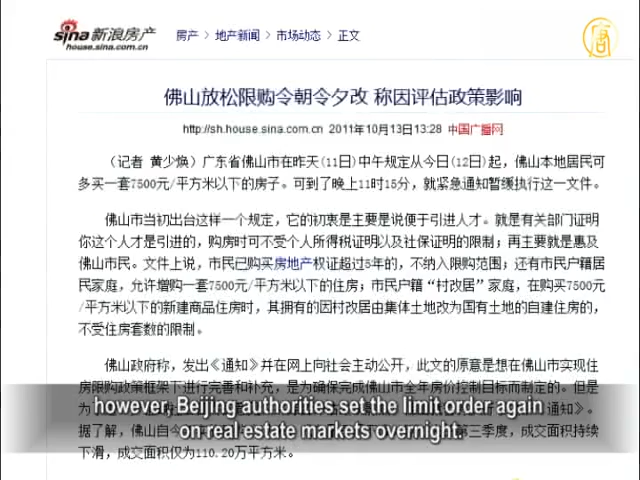 sina新浪房产
house.sina.com.cn
房产 > 地产新闻 > 市场动态 > 正文
佛山放松限购令朝令夕改 称因评估政策影响
http://sh.house.sina.com.cn 2011年10月13日13:28 中国广播网
（记者 黄少焕）广东省佛山市在昨天(11日)中午规定从今日(12日)起，佛山本地居民可
多买一套7500元/平方米以下的房子。可到了晚上11时15分，就紧急通知暂缓执行这一文件。
佛山市当初出台这样一个规定，它的初衷是主要是说便于引进人才。就是有关部门证明
你这个人才是引进的，购房时可不受个人所得税证明以及社保证明的限制；再主要就是惠及
佛山市民。文件上说，市民已购买房地产权证超过5年的，不纳入限购范围；还有市民户籍居
民家庭，允许增购一套7500元/平方米以下的住房；市民户籍“村改居”家庭，在购买7500元
/平方米以下的新建商品住房时，其拥有的因村改居由集体土地改为国有土地的自建住房的，
不受住房套数的限制。
佛山政府称，发出《通知》并在网上向社会主动公开，此文的原意是想在佛山市实现住
房限购政策框架下进行完善和补充，是为确保完成佛山市全年房价控制目标而制定的。但是
为 通知》。
however, Beijing authorities set the limit order again
据了解，佛山自今 第三季度，成交面积持续
on real estate markets overnight.
下滑，成交面积仅为110.20万平方米。